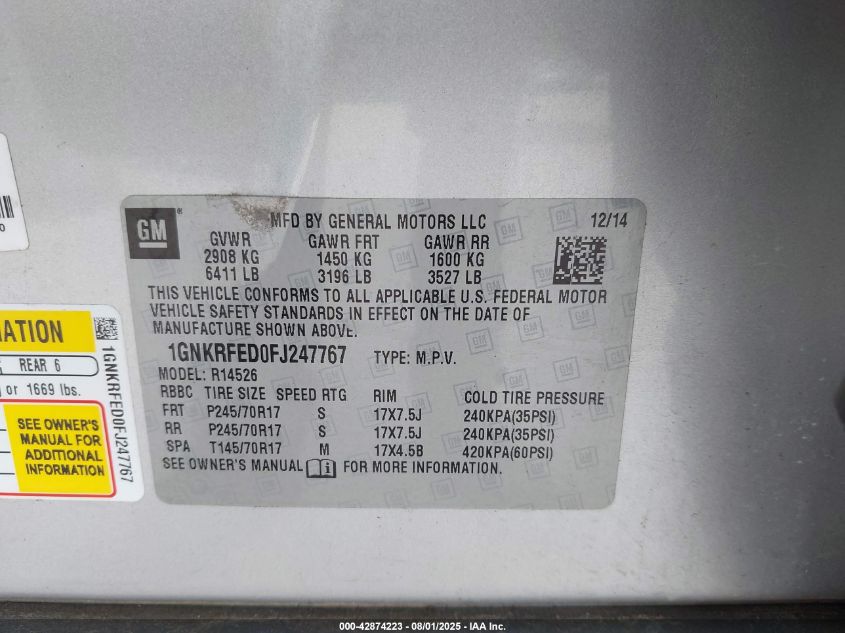 GM
MFD BY GENERAL MOTORS LLC 12/14
GVWR GAWR FRT GAWR RR
2908 KG 1450 KG 1600 KG
6411 LB 3196 LB 3527 LB
THIS VEHICLE CONFORMS TO ALL APPLICABLE U.S. FEDERAL MOTOR
VEHICLE SAFETY STANDARDS IN EFFECT ON THE DATE OF
MANUFACTURE SHOWN ABOVE.
1GNKRFED0FJ247767 TYPE: M.P.V.
MODEL: R14526
RBBC TIRE SIZE SPEED RTG RIM COLD TIRE PRESSURE
FRT P245/70R17 S 17X7.5J 240KPA(35PSI)
RR P245/70R17 S 17X7.5J 240KPA(35PSI)
SPA T145/70R17 M 17X4.5B 420KPA(60PSI)
SEE OWNER'S MANUAL FOR MORE INFORMATION.
REAR 6
or 1669 lbs.
SEE OWNER'S
MANUAL FOR
ADDITIONAL
INFORMATION
1GNKRFED0FJ247767
000-42874223 - 08/01/2025 - IAA Inc.